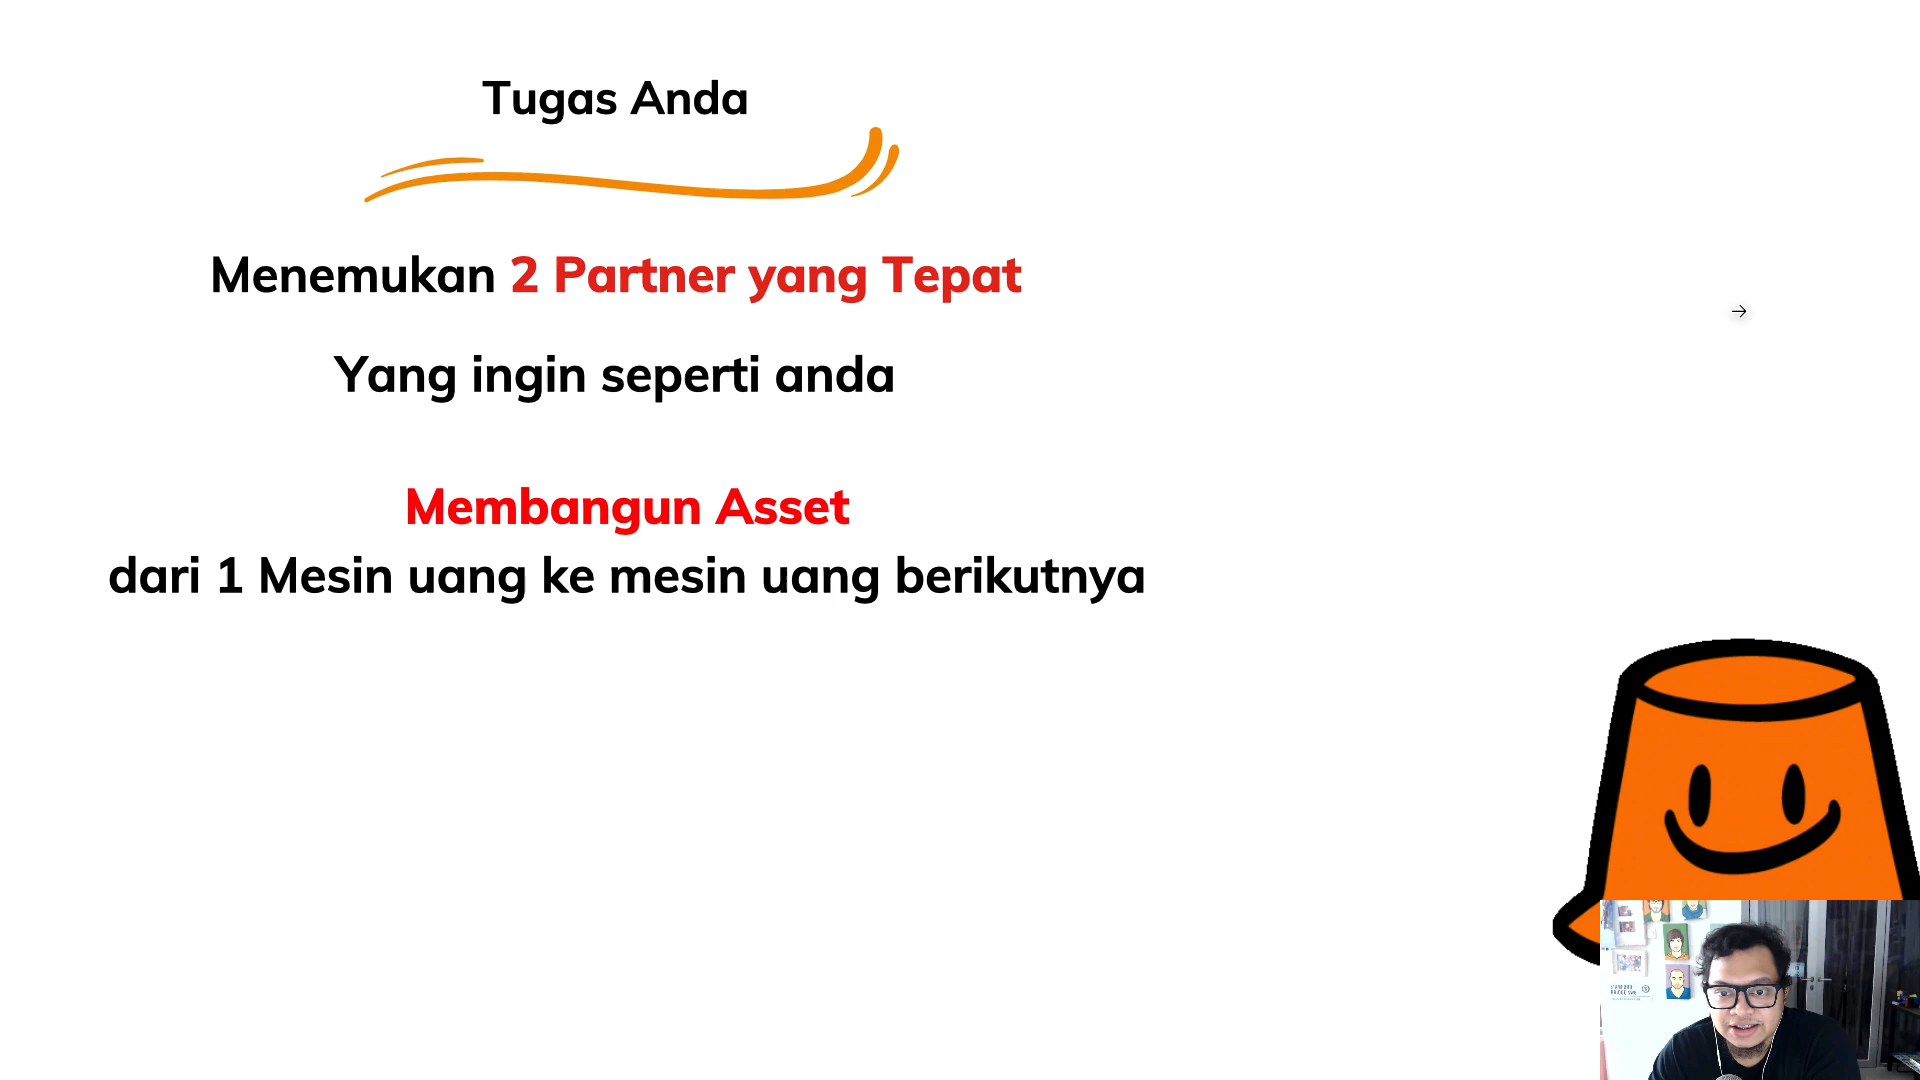 Tugas Anda
Menemukan 2 Partner yang Tepat
Yang ingin seperti anda
Membangun Asset
dari 1 Mesin uang ke mesin uang berikutnya